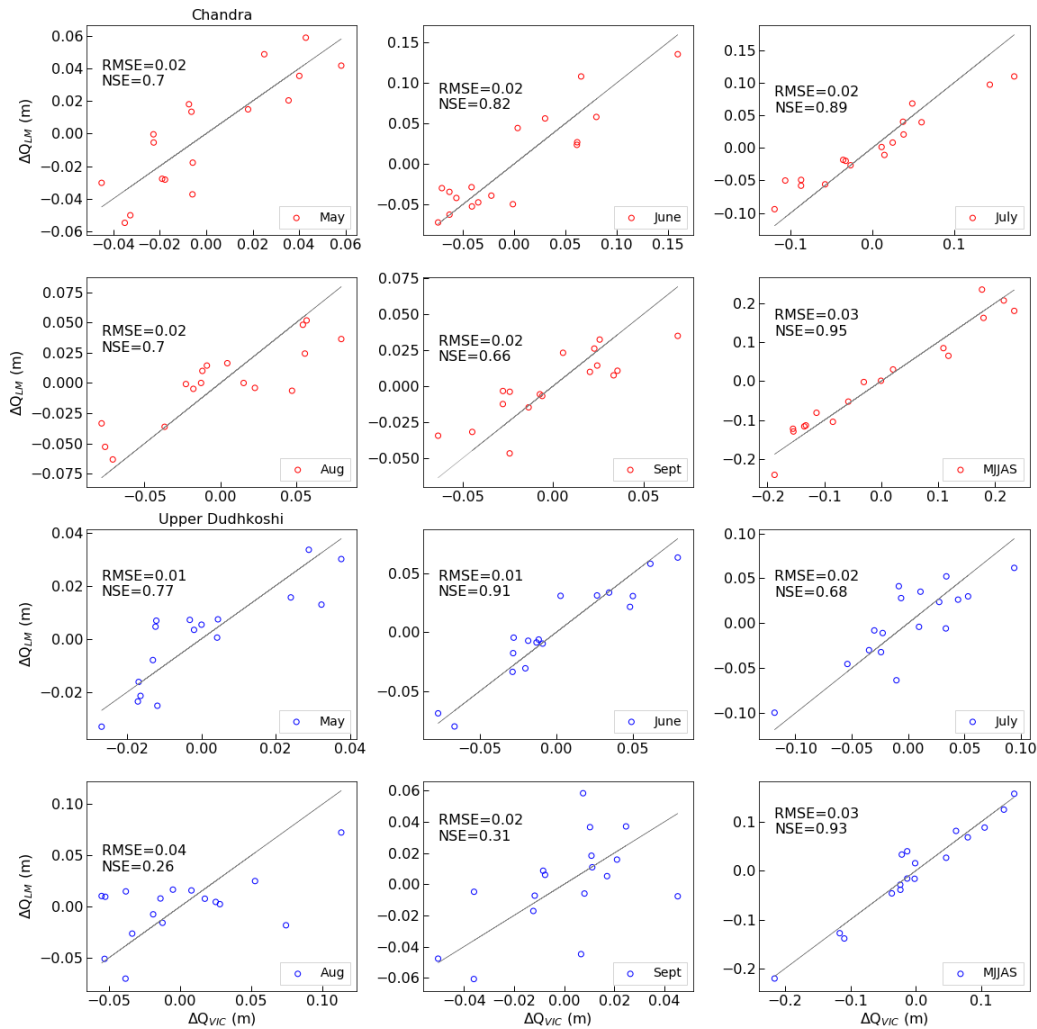 Chandra
0.06
0.04
0.02
0.00
−0.02
−0.04
−0.06
ΔQLM (m)
RMSE=0.02
NSE=0.7
May
−0.04 −0.02 0.00 0.02 0.04 0.06
0.15
0.10
0.05
0.00
−0.05
RMSE=0.02
NSE=0.82
June
−0.05 0.00 0.05 0.10 0.15
0.15
0.10
0.05
0.00
−0.05
−0.10
RMSE=0.02
NSE=0.89
July
−0.1 0.0 0.1
0.075
0.050
0.025
0.000
−0.025
−0.050
−0.075
ΔQLM (m)
RMSE=0.02
NSE=0.7
Aug
−0.05 0.00 0.05
0.075
0.050
0.025
0.000
−0.025
−0.050
RMSE=0.02
NSE=0.66
Sept
−0.05 0.00 0.05
0.2
0.1
0.0
−0.1
−0.2
RMSE=0.03
NSE=0.95
MJJAS
−0.2 −0.1 0.0 0.1 0.2
Upper Dudhkoshi
0.04
0.02
0.00
−0.02
ΔQLM (m)
RMSE=0.01
NSE=0.77
May
−0.02 0.00 0.02 0.04
0.05
0.00
−0.05
RMSE=0.01
NSE=0.91
June
−0.05 0.00 0.05
0.10
0.05
0.00
−0.05
−0.10
RMSE=0.02
NSE=0.68
July
−0.10 −0.05 0.00 0.05 0.10
0.10
0.05
0.00
−0.05
ΔQLM (m)
RMSE=0.04
NSE=0.26
Aug
−0.05 0.00 0.05 0.10
ΔQVIC (m)
0.06
0.04
0.02
0.00
−0.02
−0.04
−0.06
RMSE=0.02
NSE=0.31
Sept
−0.04 −0.02 0.00 0.02 0.04
ΔQVIC (m)
0.1
0.0
−0.1
−0.2
RMSE=0.03
NSE=0.93
MJJAS
−0.2 −0.1 0.0 0.1
ΔQVIC (m)